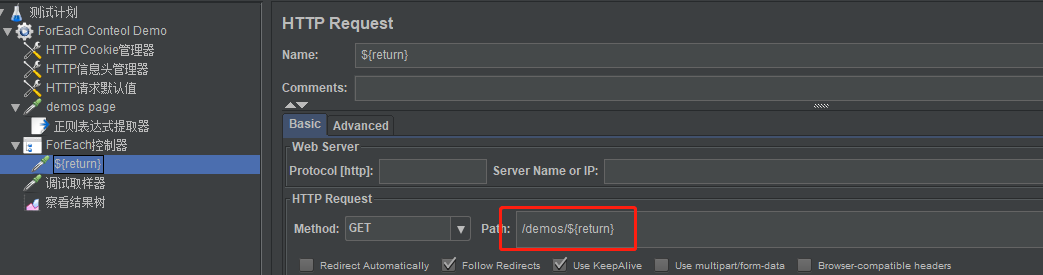 测试计划
ForEach Conteol Demo
HTTP Cookie管理器
HTTP信息头管理器
HTTP请求默认值
demos page
正则表达式提取器
ForEach控制器
${return}
调试取样器
察看结果树
HTTP Request
Name: ${return}
Comments:
Basic Advanced
Web Server
Protocol [http]: Server Name or IP:
HTTP Request
Method: GET Path: /demos/${return}
Redirect Automatically Follow Redirects Use KeepAlive Use multipart/form-data Browser-compatible headers